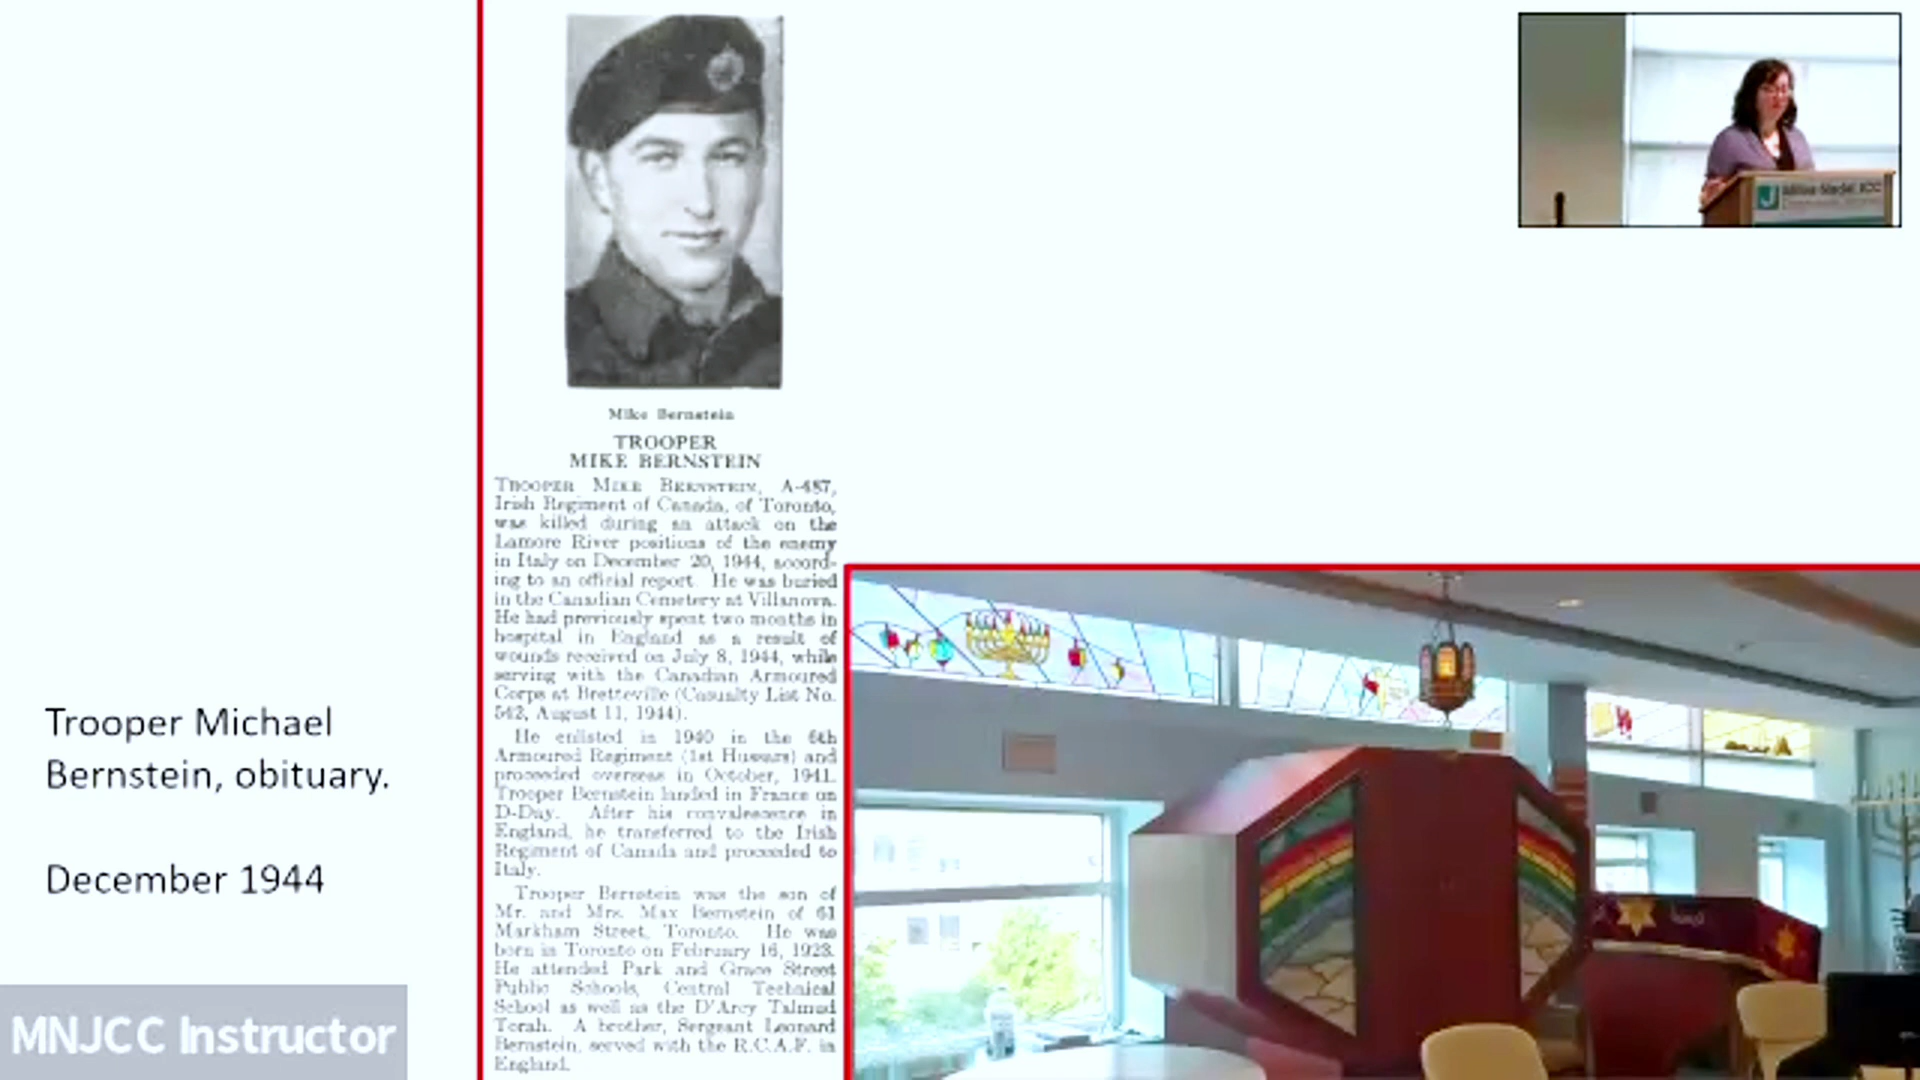 Mike Bernstein
TROOPER
MIKE BERNSTEIN
TROOPER MIKE BERNSTEIN, A-487,
Irish Regiment of Canada, of Toronto,
was killed during an attack on the
Lamore River positions of the enemy
in Italy on December 20, 1944, accord-
ing to an official report. He was buried
in the Canadian Cemetery at Villanova.
He had previously spent two months in
hospital in England as a result of
wounds received on July 8, 1944, while
serving with the Canadian Armoured
Corps at Bretteville (Casualty List No.
542, August 11, 1944).
He enlisted in 1940 in the 6th
Armoured Regiment (1st Hussars) and
proceeded overseas in October, 1941.
Trooper Bernstein landed in France on
D-Day. After his convalescence in
England, he transferred to the Irish
Regiment of Canada and proceeded to
Italy.
Trooper Bernstein was the son of
Mr. and Mrs. Max Bernstein of 61
Markham Street, Toronto. He was
born in Toronto on February 16, 1923.
He attended Park and Grace Street
Public Schools, Central Technical
School as well as the D'Arcy Talmud
Torah. A brother, Sergeant Leonard
Bernstein, served with the R.C.A.F. in
England.
Trooper Michael
Bernstein, obituary.
December 1944
MNJCC Instructor
J Miles Nadal JCC